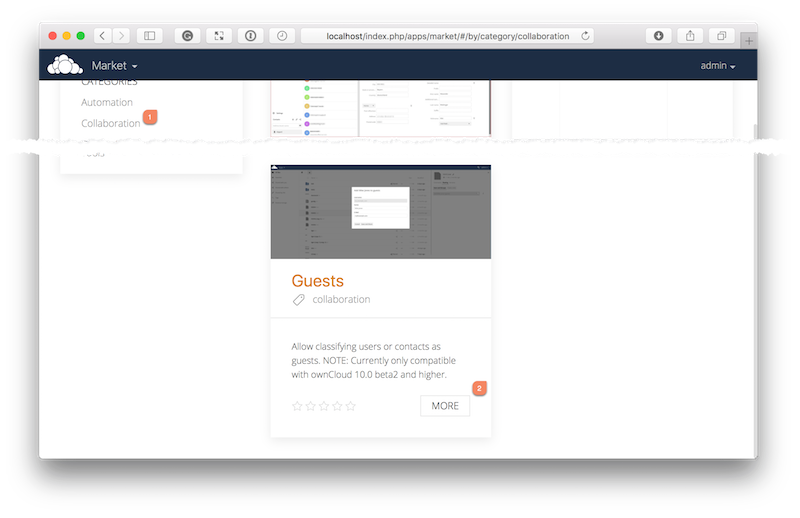 localhost/index.php/apps/market/#/by/category/collaboration
Market
admin
CATEGORIES
Automation
Collaboration
1
Guests
collaboration
Allow classifying users or contacts as
guests. NOTE: Currently only compatible
with ownCloud 10.0 beta2 and higher.
2
MORE